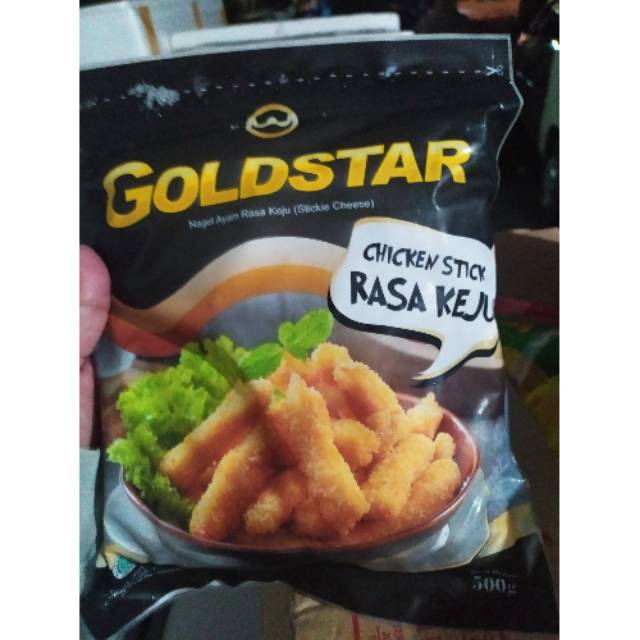 GOLDSTAR
Naget Ayam Rasa Keju (Stickie Cheese)
CHICKEN STICK
RASA KEJU
500g